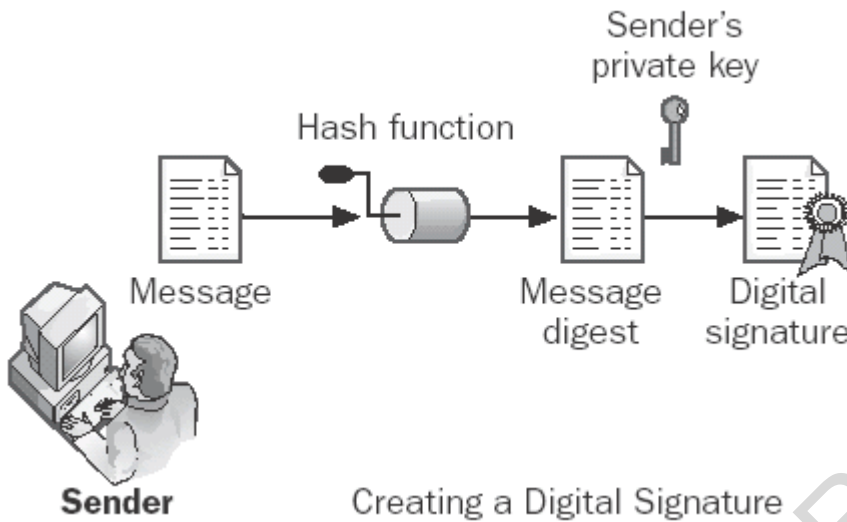 Sender's
private key
Hash function
Message
Message
digest
Digital
signature
Sender
Creating a Digital Signature